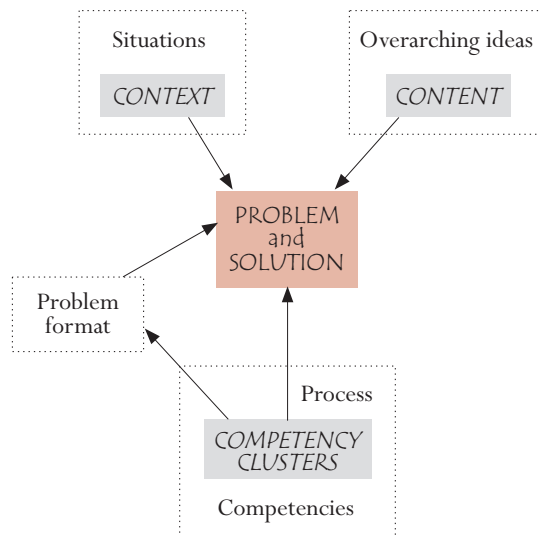 Situations
CONTEXT
Overarching ideas
CONTENT
PROBLEM
and
SOLUTION
Problem
format
Process
COMPETENCY
CLUSTERS
Competencies